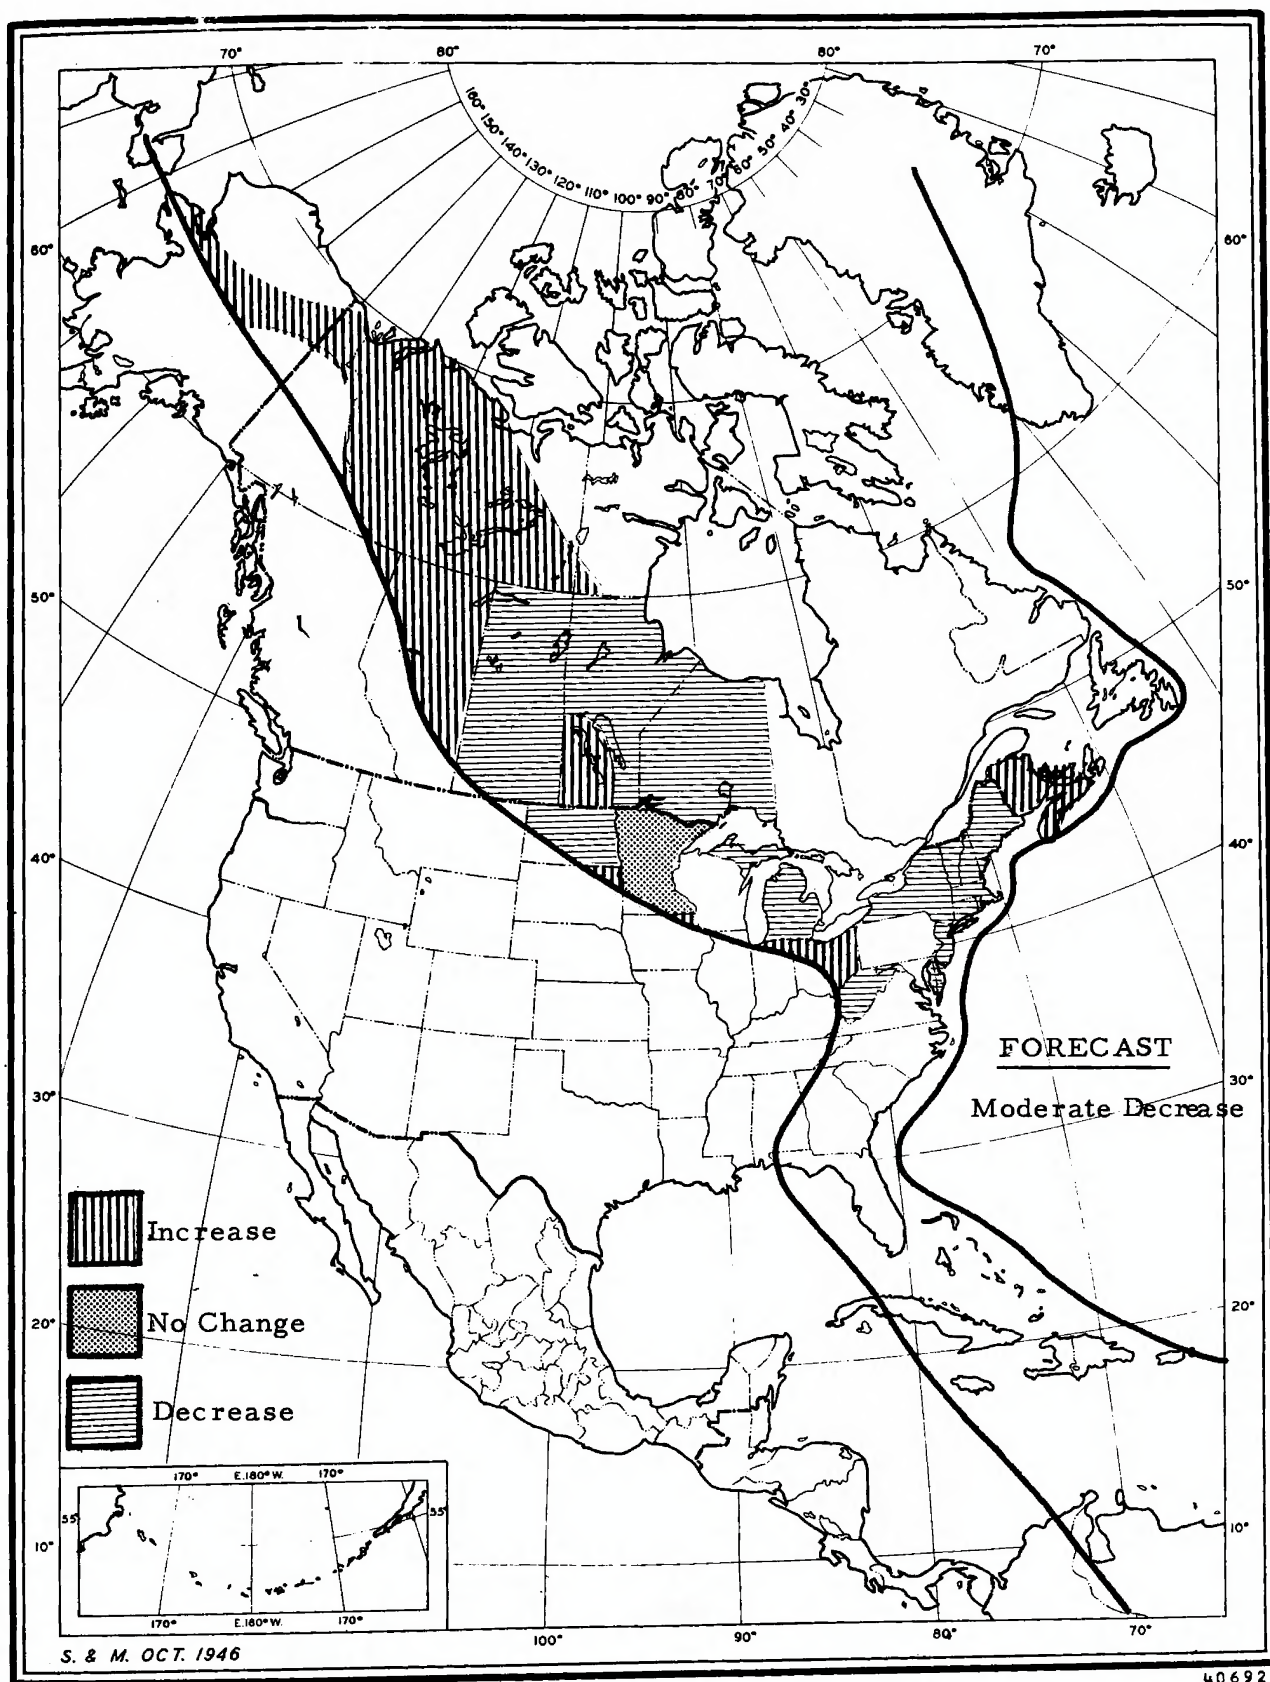 70° 80° 80° 70°
160° 150° 140° 130° 120° 110° 100° 90° 80° 70° 60° 50° 40° 30°
60° 60°
50° 50°
40° 40°
FORECAST
30° 30°
Moderate Decrease
Increase
No Change
20° 20°
Decrease
170° E.180° W. 170°
55° 55°
10° 10°
170° E.180° W. 170°
100° 90° 80° 70°
S. & M. OCT. 1946
40692